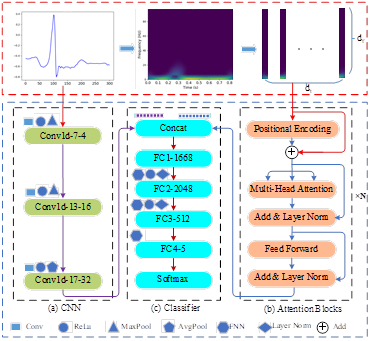 Frequency (Hz)
0 50 100 150 200 250 300
0.0 0.1 0.2 0.3 0.4 0.5 0.6 0.7 0.8
Time (s)
Conv1d-7-4
Conv1d-13-16
Conv1d-17-32
(a) CNN
Concat
FC1-1668
FC2-2048
FC3-512
FC4-5
Softmax
(c) Classifier
Positional Encoding
Multi-Head Attention
Add & Layer Norm
Feed Forward
Add & Layer Norm
×N
(b) Attention Blocks
Conv
ReLu
MaxPool
AvgPool
FNN
Layer Norm
Add